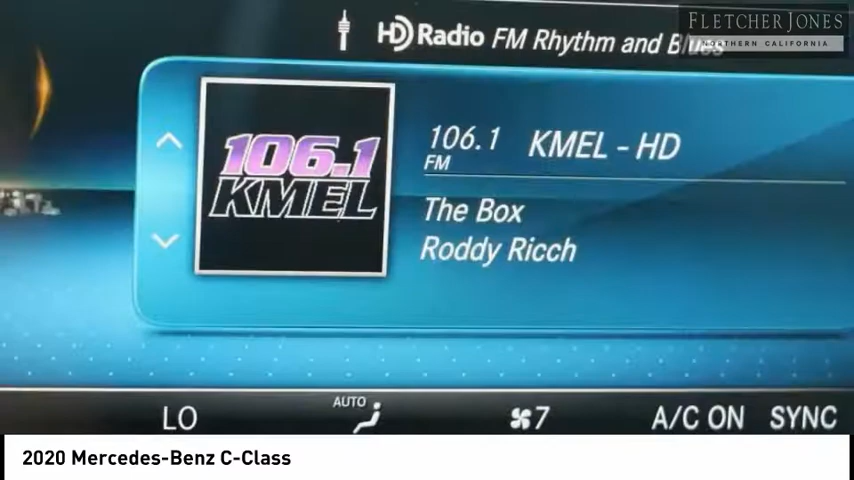 FLETCHER JONES
NORTHERN CALIFORNIA
HD Radio FM Rhythm and Blues
106.1
KMEL
106.1 KMEL - HD
FM
The Box
Roddy Ricch
LO
AUTO
7
A/C ON
SYNC
2020 Mercedes-Benz C-Class